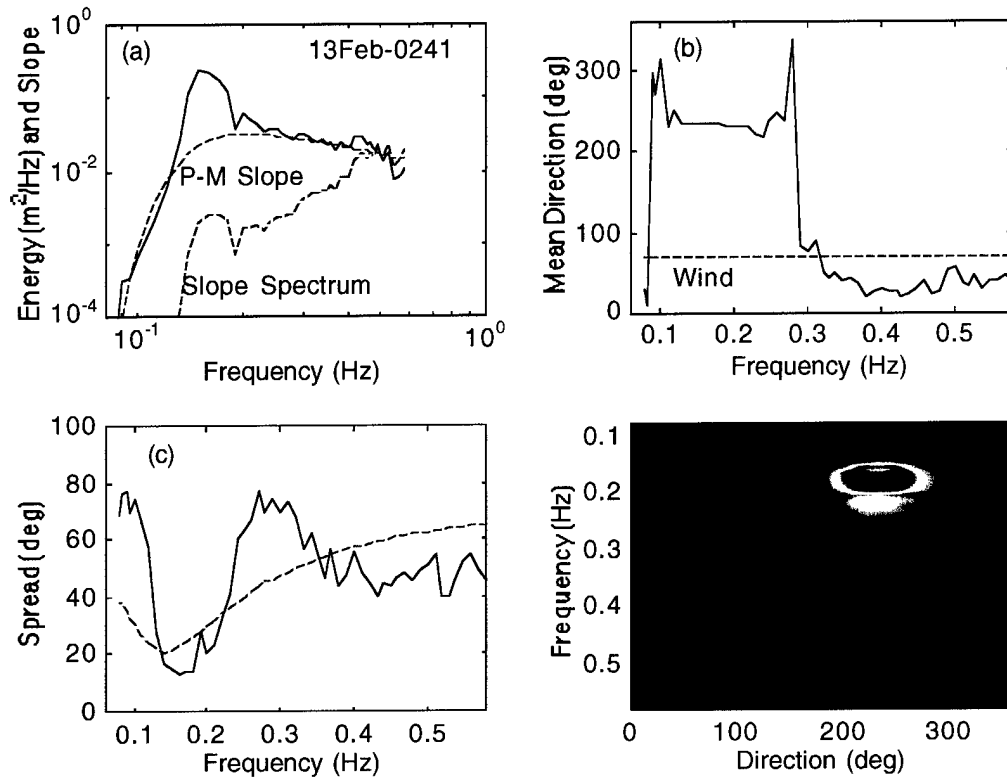 (a)
13Feb-0241
10^0
10^-2
10^-4
Energy (m²/Hz) and Slope
P-M Slope
Slope Spectrum
10^-1
10^0
Frequency (Hz)
(b)
300
200
100
0
Mean Direction (deg)
Wind
0.1 0.2 0.3 0.4 0.5
Frequency (Hz)
(c)
100
80
60
40
20
0
Spread (deg)
0.1 0.2 0.3 0.4 0.5
Frequency (Hz)
0.1
0.2
0.3
0.4
0.5
Frequency (Hz)
0 100 200 300
Direction (deg)